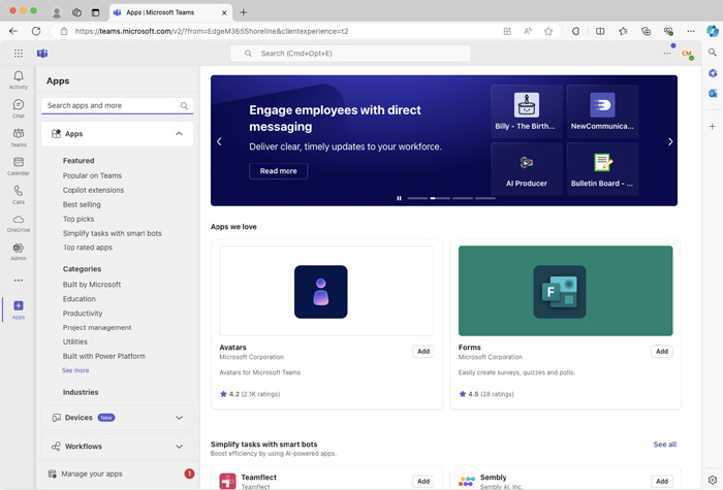 Apps | Microsoft Teams
https://teams.microsoft.com/v2/?from=EdgeM365Shoreline&clientexperience=t2
Search (Cmd+Opt+E)
CM
Activity
Chat
Teams
Calendar
Calls
OneDrive
Admin
Apps
Apps
Search apps and more
Apps
Featured
Popular on Teams
Copilot extensions
Best selling
Top picks
Simplify tasks with smart bots
Top rated apps
Categories
Built by Microsoft
Education
Productivity
Project management
Utilities
Built with Power Platform
See more
Industries
Devices New
Workflows
Manage your apps 1
Engage employees with direct
messaging
Deliver clear, timely updates to your workforce.
Read more
Billy - The Birth...
NewCommunica...
AI Producer
Bulletin Board - ...
Apps we love
Avatars
Microsoft Corporation
Add
Avatars for Microsoft Teams
4.2 (2.1K ratings)
F
Forms
Microsoft Corporation
Add
Easily create surveys, quizzes and polls.
4.5 (28 ratings)
Simplify tasks with smart bots
See all
Boost efficiency by using AI-powered apps.
Teamflect
Teamflect
Add
Sembly
Sembly AI, Inc.
Add